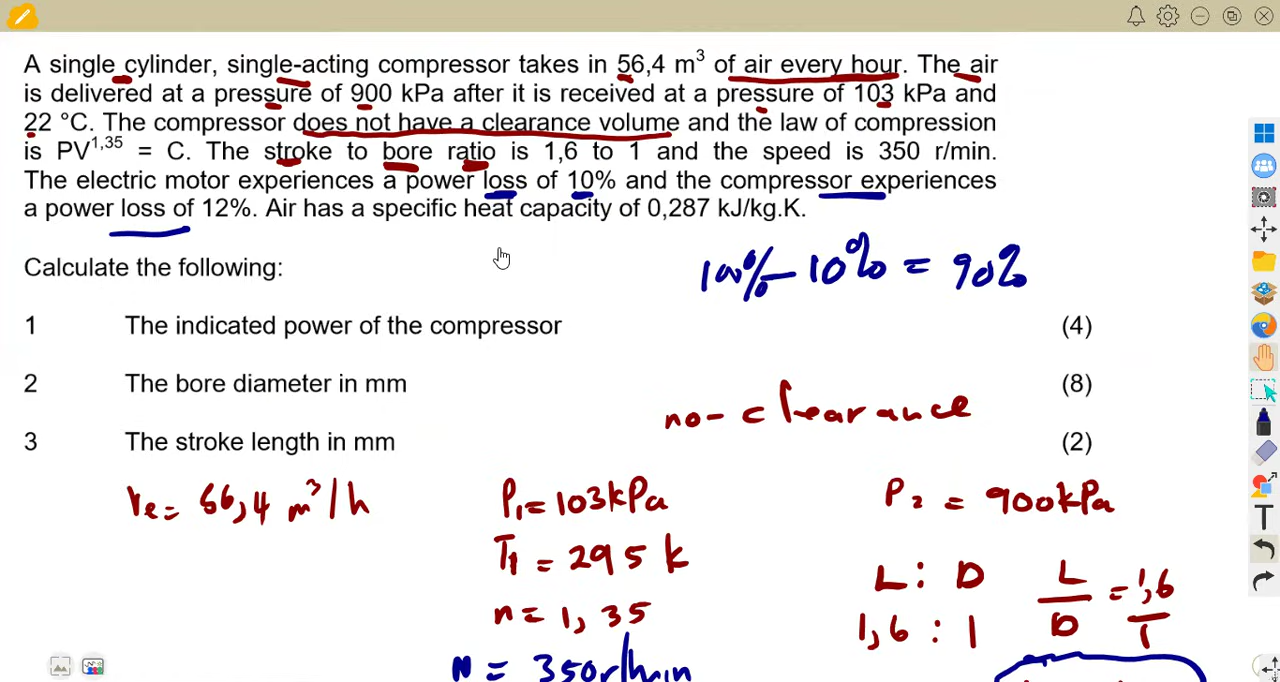 A single cylinder, single-acting compressor takes in 56,4 m³ of air every hour. The air
is delivered at a pressure of 900 kPa after it is received at a pressure of 103 kPa and
22 °C. The compressor does not have a clearance volume and the law of compression
is PV^1,35 = C. The stroke to bore ratio is 1,6 to 1 and the speed is 350 r/min.
The electric motor experiences a power loss of 10% and the compressor experiences
a power loss of 12%. Air has a specific heat capacity of 0,287 kJ/kg.K.
100% - 10% = 90%
Calculate the following:
1 The indicated power of the compressor (4)
2 The bore diameter in mm (8)
no-clearance
3 The stroke length in mm (2)
Ve = 56,4 m³/h
P₁ = 103kPa
P₂ = 900kPa
T₁ = 295 k
L : D
L/D = 1,6/1
n = 1,35
1,6 : 1
N = 350r/min
T